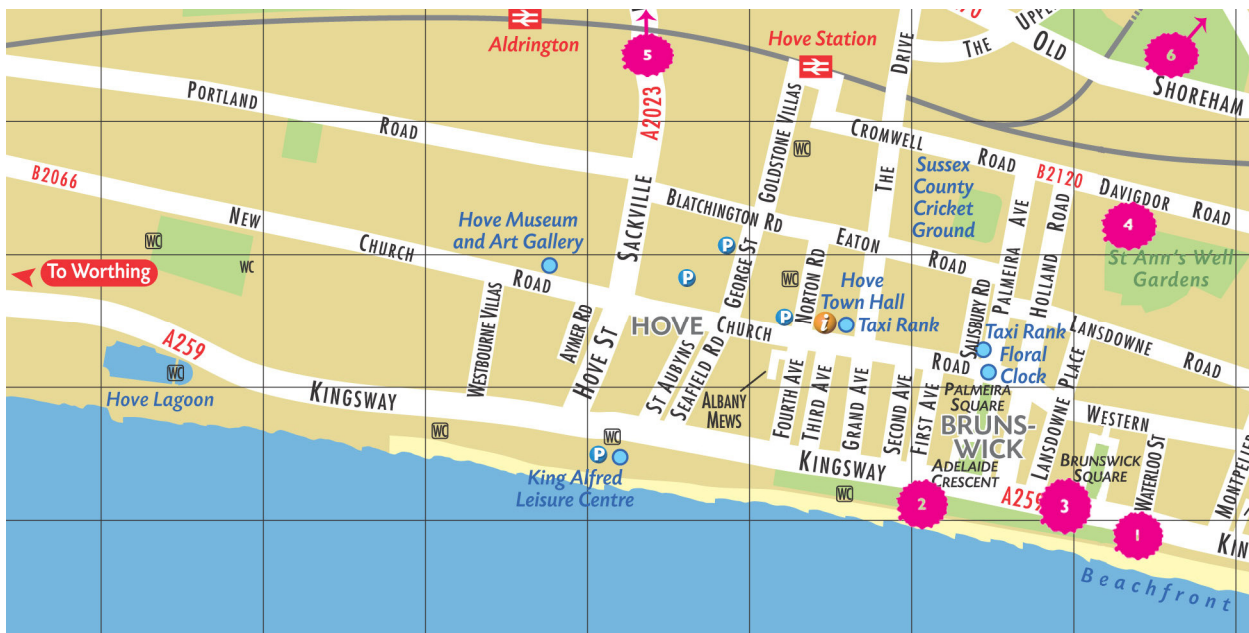 Aldrington
5
Hove Station
DRIVE
THE
UPPER
OLD
SHOREHAM
6
PORTLAND
ROAD
A2023
GOLDSTONE VILLAS
WC
CROMWELL
ROAD
B2120
DAVIGDOR
ROAD
B2066
NEW
CHURCH
ROAD
Hove Museum
and Art Gallery
SACKVILLE
BLATCHINGTON RD
THE
EATON
ROAD
Sussex
County
Cricket
Ground
PALMEIRA AVE
HOLLAND ROAD
4
St Ann's Well
Gardens
WC
WC
To Worthing
P
P
GEORGE ST
WC
NORTON RD
P
i
Hove
Town Hall
Taxi Rank
SALISBURY RD
Taxi Rank
Floral
Clock
LANSDOWNE
ROAD
A259
WC
Hove Lagoon
KINGSWAY
WESTBOURNE VILLAS
AYMER RD
HOVE ST
HOVE
CHURCH
ROAD
ST AUBYNS
SEAFIELD RD
ALBANY
MEWS
FOURTH AVE
THIRD AVE
GRAND AVE
SECOND AVE
FIRST AVE
PALMEIRA
SQUARE
BRUNS-
WICK
ADELAIDE
CRESCENT
LANSDOWNE PLACE
WESTERN
BRUNSWICK
SQUARE
WATERLOO ST
WC
WC
P
King Alfred
Leisure Centre
KINGSWAY
WC
2
A259
3
1
Beachfront